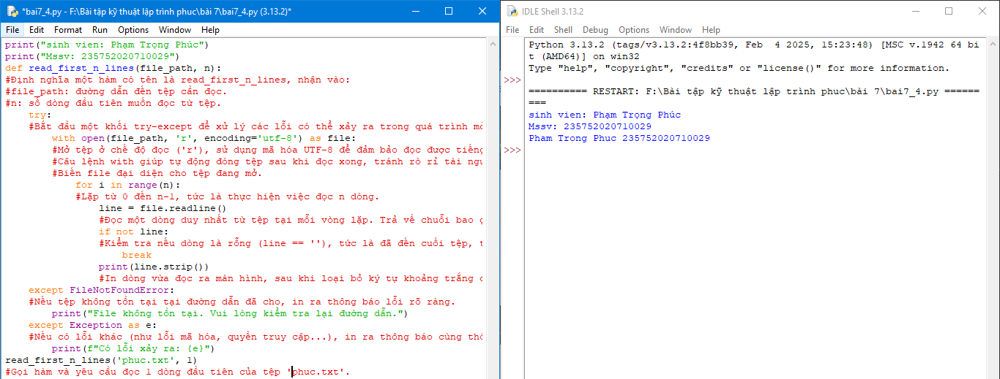 *bai7_4.py - F:\Bài tập kỹ thuật lập trình phuc\bài 7\bai7_4.py (3.13.2)*
File Edit Format Run Options Window Help
print("sinh vien: Phạm Trọng Phúc")
print("Mssv: 235752020710029")
def read_first_n_lines(file_path, n):
#Định nghĩa một hàm có tên là read_first_n_lines, nhận vào:
#file_path: đường dẫn đến tệp cần đọc.
#n: số dòng đầu tiên muốn đọc từ tệp.
    try:
    #Bắt đầu một khối try-except để xử lý các lỗi có thể xảy ra trong quá trình mở
        with open(file_path, 'r', encoding='utf-8') as file:
        #Mở tệp ở chế độ đọc ('r'), sử dụng mã hóa UTF-8 để đảm bảo đọc được tiếng
        #Câu lệnh with giúp tự động đóng tệp sau khi đọc xong, tránh rò rỉ tài ngu
        #Biến file đại diện cho tệp đang mở.
            for i in range(n):
            #Lặp từ 0 đến n-1, tức là thực hiện việc đọc n dòng.
                line = file.readline()
                #Đọc một dòng duy nhất từ tệp tại mỗi vòng lặp. Trả về chuỗi bao g
                if not line:
                #Kiểm tra nếu dòng là rỗng (line == ''), tức là đã đến cuối tệp, t
                    break
                print(line.strip())
                #In dòng vừa đọc ra màn hình, sau khi loại bỏ ký tự khoảng trắng
    except FileNotFoundError:
    #Nếu tệp không tồn tại tại đường dẫn đã cho, in ra thông báo lỗi rõ ràng.
        print("File không tồn tại. Vui lòng kiểm tra lại đường dẫn.")
    except Exception as e:
    #Nếu có lỗi khác (như lỗi mã hóa, quyền truy cập...), in ra thông báo cùng thô
        print(f"Có lỗi xảy ra: {e}")
read_first_n_lines('phuc.txt', 1)
#Gọi hàm và yêu cầu đọc 1 dòng đầu tiên của tệp 'phuc.txt'.
IDLE Shell 3.13.2
File Edit Shell Debug Options Window Help
Python 3.13.2 (tags/v3.13.2:4f8bb39, Feb  4 2025, 15:23:48) [MSC v.1942 64 bi
t (AMD64)] on win32
Type "help", "copyright", "credits" or "license()" for more information.
>>>
========== RESTART: F:\Bài tập kỹ thuật lập trình phuc\bài 7\bai7_4.py ======
===
sinh vien: Phạm Trọng Phúc
Mssv: 235752020710029
Pham Trong Phuc 235752020710029
>>>